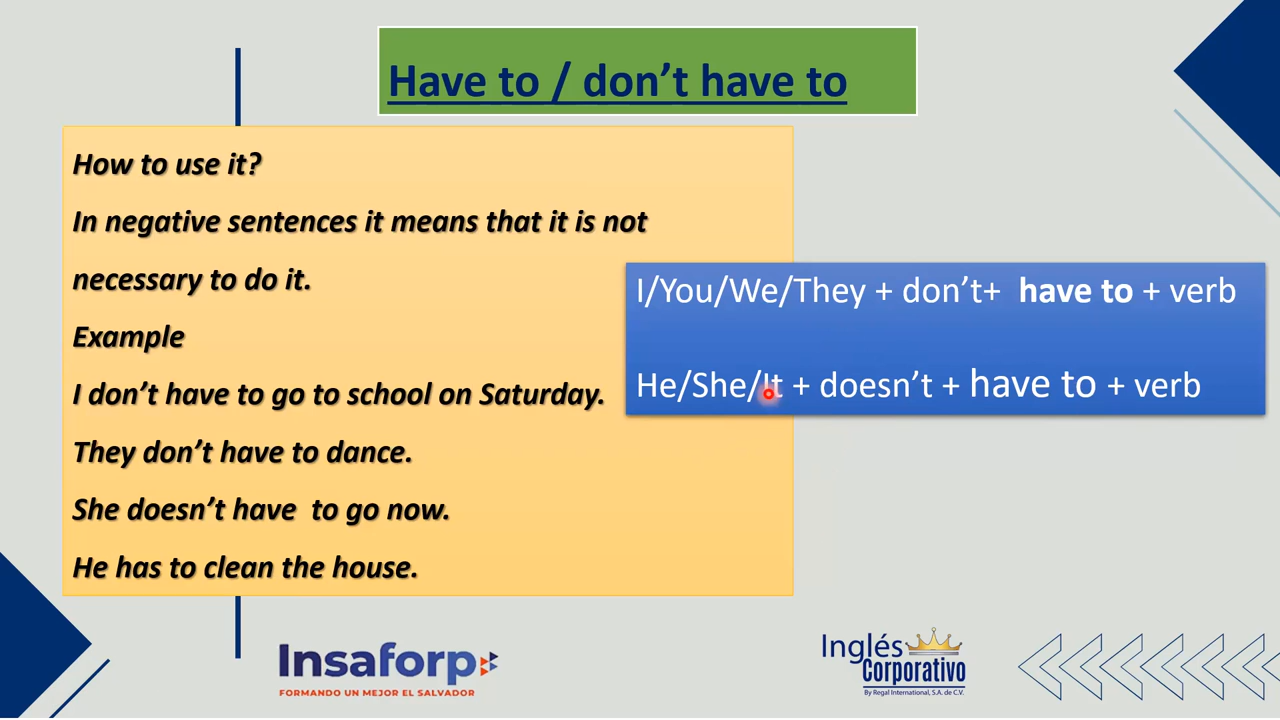 Have to / don’t have to
How to use it?
In negative sentences it means that it is not
necessary to do it.
Example
I don’t have to go to school on Saturday.
They don’t have to dance.
She doesn’t have  to go now.
He has to clean the house.
I/You/We/They + don’t+  have to + verb
He/She/It + doesn’t + have to + verb
Insaforp
FORMANDO UN MEJOR EL SALVADOR
Inglés
Corporativo
By Regal International, S.A. de C.V.